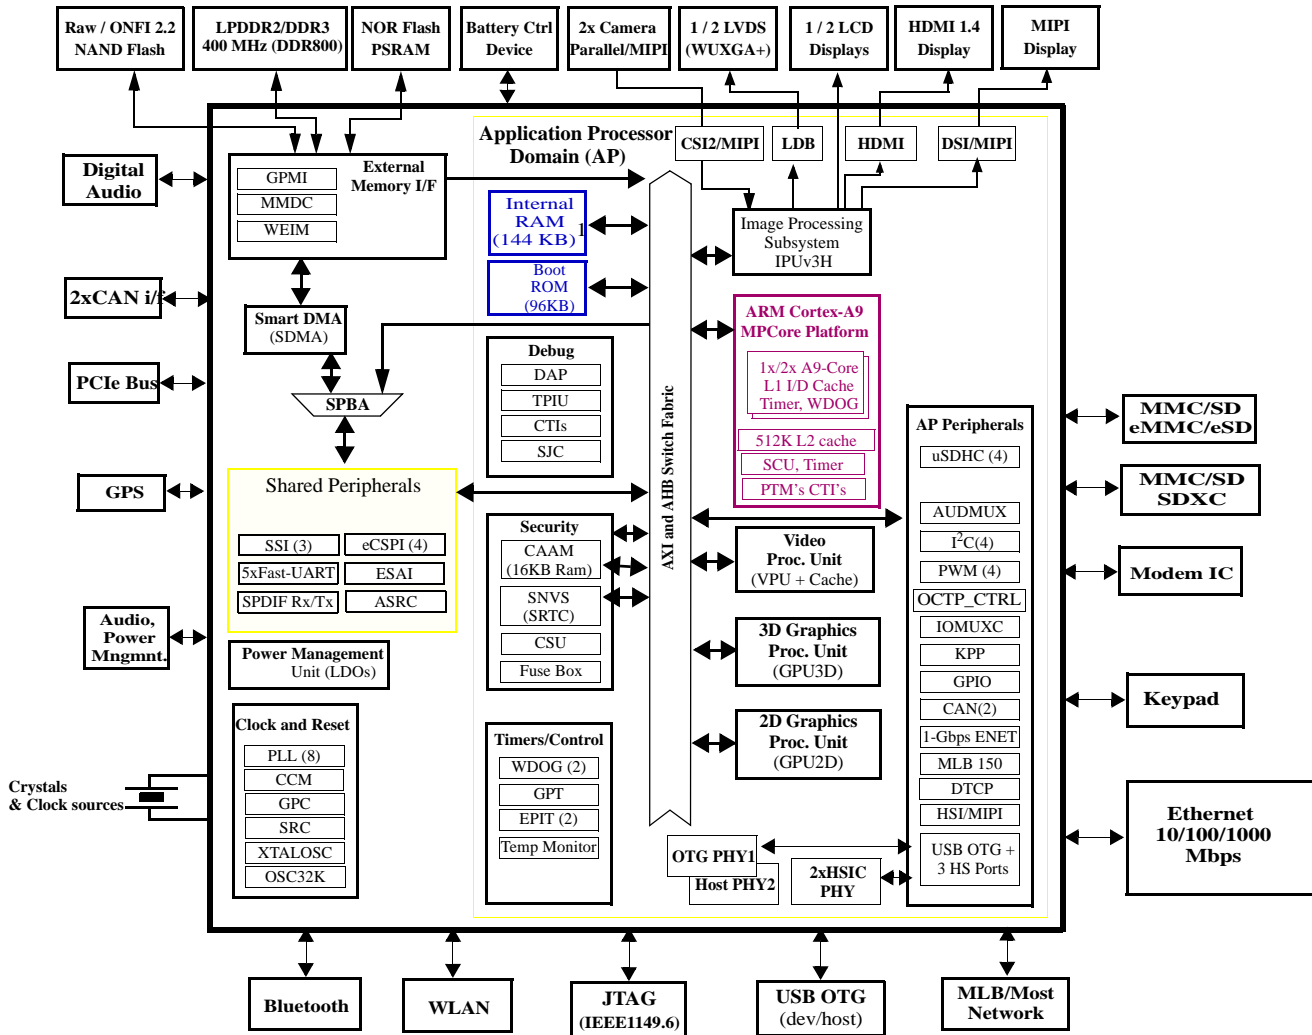 Raw / ONFI 2.2
NAND Flash
LPDDR2/DDR3
400 MHz (DDR800)
NOR Flash
PSRAM
Battery Ctrl
Device
2x Camera
Parallel/MIPI
1 / 2 LVDS
(WUXGA+)
1 / 2 LCD
Displays
HDMI 1.4
Display
MIPI
Display
Digital
Audio
2xCAN i/f
PCIe Bus
GPS
Audio,
Power
Mngmnt.
Crystals
& Clock sources
External
Memory I/F
GPMI
MMDC
WEIM
Smart DMA
(SDMA)
SPBA
Shared Peripherals
SSI (3)
eCSPI (4)
5xFast-UART
ESAI
SPDIF Rx/Tx
ASRC
Power Management
Unit (LDOs)
Clock and Reset
PLL (8)
CCM
GPC
SRC
XTALOSC
OSC32K
Application Processor
Domain (AP)
Internal
RAM
(144 KB)
1
Boot
ROM
(96KB)
Debug
DAP
TPIU
CTIs
SJC
Security
CAAM
(16KB Ram)
SNVS
(SRTC)
CSU
Fuse Box
Timers/Control
WDOG (2)
GPT
EPIT (2)
Temp Monitor
AXI and AHB Switch Fabric
CSI2/MIPI
LDB
HDMI
DSI/MIPI
Image Processing
Subsystem
IPUv3H
ARM Cortex-A9
MPCore Platform
1x/2x A9-Core
L1 I/D Cache
Timer, WDOG
512K L2 cache
SCU, Timer
PTM's CTI's
Video
Proc. Unit
(VPU + Cache)
3D Graphics
Proc. Unit
(GPU3D)
2D Graphics
Proc. Unit
(GPU2D)
OTG PHY1
Host PHY2
2xHSIC
PHY
AP Peripherals
uSDHC (4)
AUDMUX
I2C(4)
PWM (4)
OCTP_CTRL
IOMUXC
KPP
GPIO
CAN(2)
1-Gbps ENET
MLB 150
DTCP
HSI/MIPI
USB OTG +
3 HS Ports
MMC/SD
eMMC/eSD
MMC/SD
SDXC
Modem IC
Keypad
Ethernet
10/100/1000
Mbps
Bluetooth
WLAN
JTAG
(IEEE1149.6)
USB OTG
(dev/host)
MLB/Most
Network